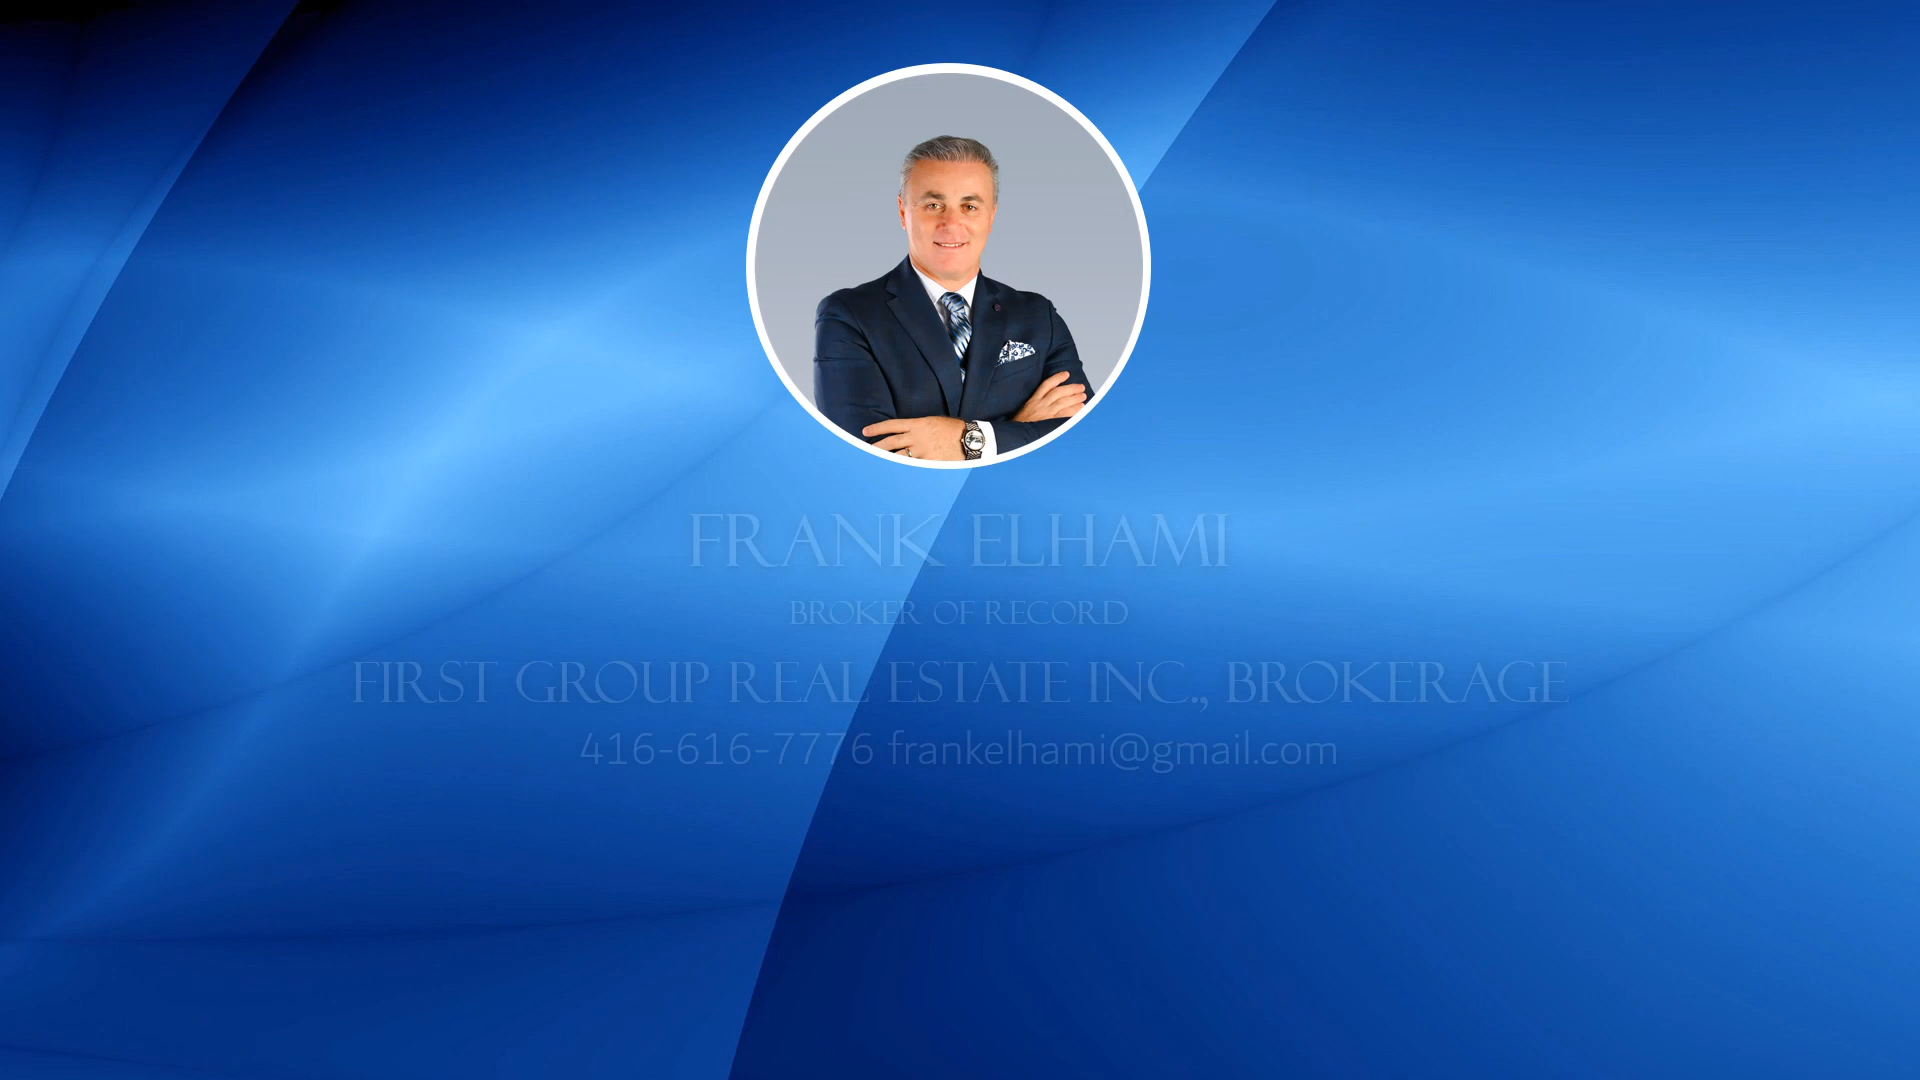 FRANK ELHAMI
BROKER OF RECORD
FIRST GROUP REAL ESTATE INC., BROKERAGE
416-616-7776 frankelhami@gmail.com